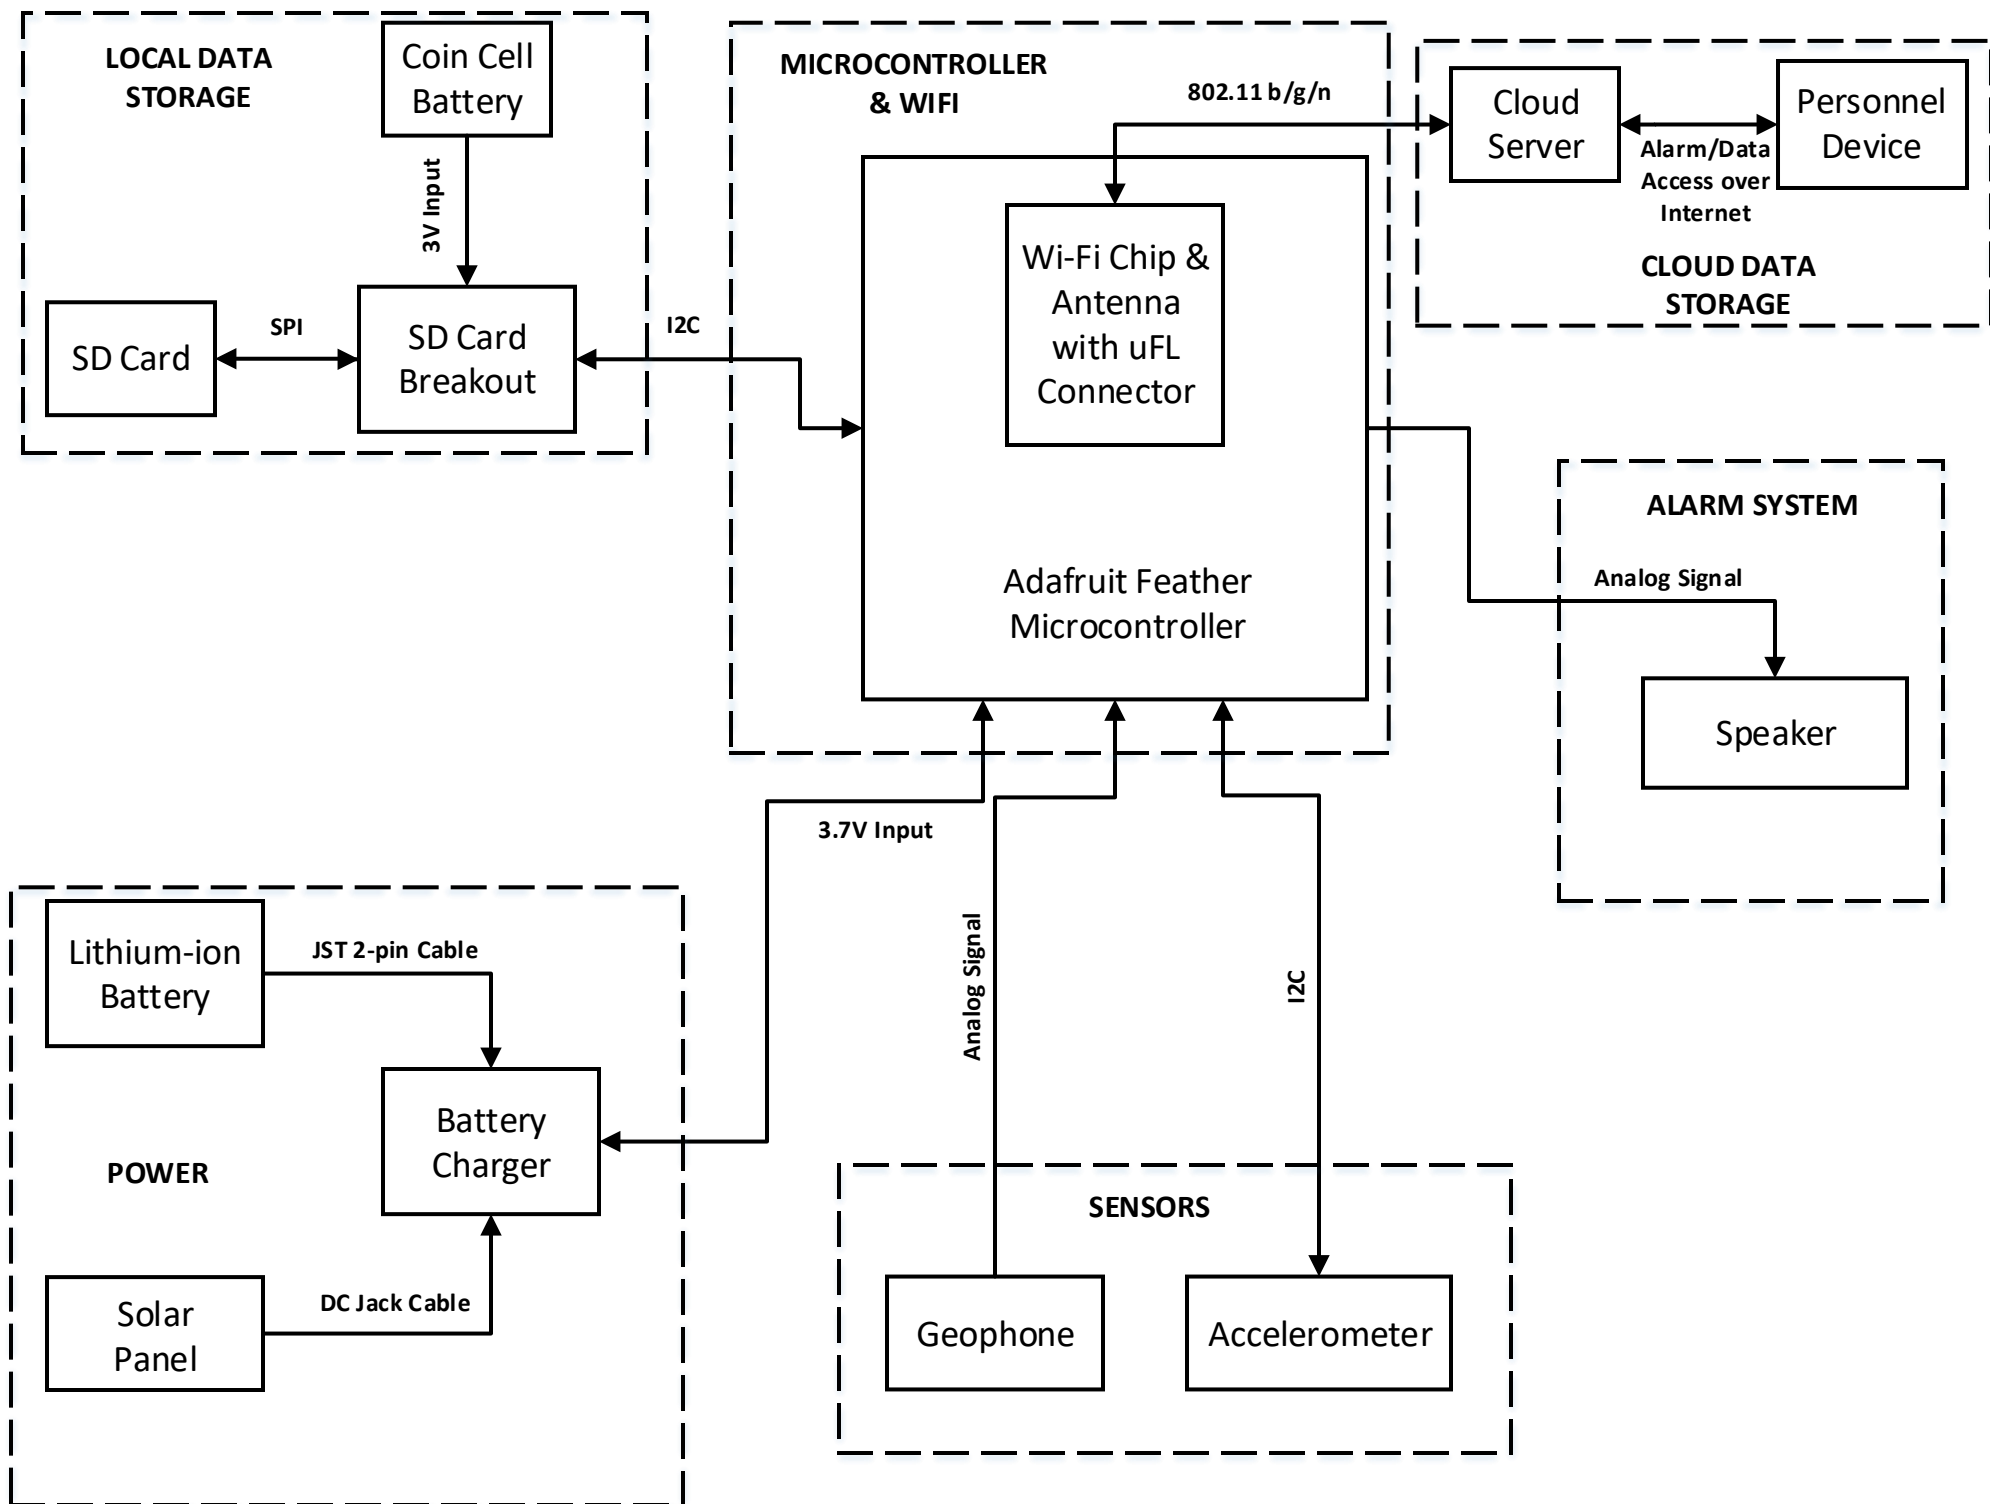 LOCAL DATA
STORAGE
Coin Cell
Battery
3V Input
SD Card
SPI
SD Card
Breakout
I2C
MICROCONTROLLER
& WIFI
802.11 b/g/n
Wi-Fi Chip &
Antenna
with uFL
Connector
Adafruit Feather
Microcontroller
Cloud
Server
Alarm/Data
Access over
Internet
Personnel
Device
CLOUD DATA
STORAGE
ALARM SYSTEM
Analog Signal
Speaker
3.7V Input
Lithium-ion
Battery
JST 2-pin Cable
Battery
Charger
POWER
Solar
Panel
DC Jack Cable
Analog Signal
I2C
SENSORS
Geophone
Accelerometer